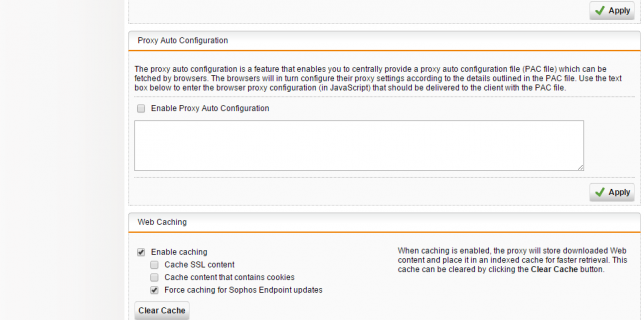 Apply
Proxy Auto Configuration
The proxy auto configuration is a feature that enables you to centrally provide a proxy auto configuration file (PAC file) which can be
fetched by browsers. The browsers will in turn configure their proxy settings according to the details outlined in the PAC file. Use the text
box below to enter the browser proxy configuration (in JavaScript) that should be delivered to the client with the PAC file.
Enable Proxy Auto Configuration
Apply
Web Caching
Enable caching
Cache SSL content
Cache content that contains cookies
Force caching for Sophos Endpoint updates
When caching is enabled, the proxy will store downloaded Web
content and place it in an indexed cache for faster retrieval. This
cache can be cleared by clicking the Clear Cache button.
Clear Cache